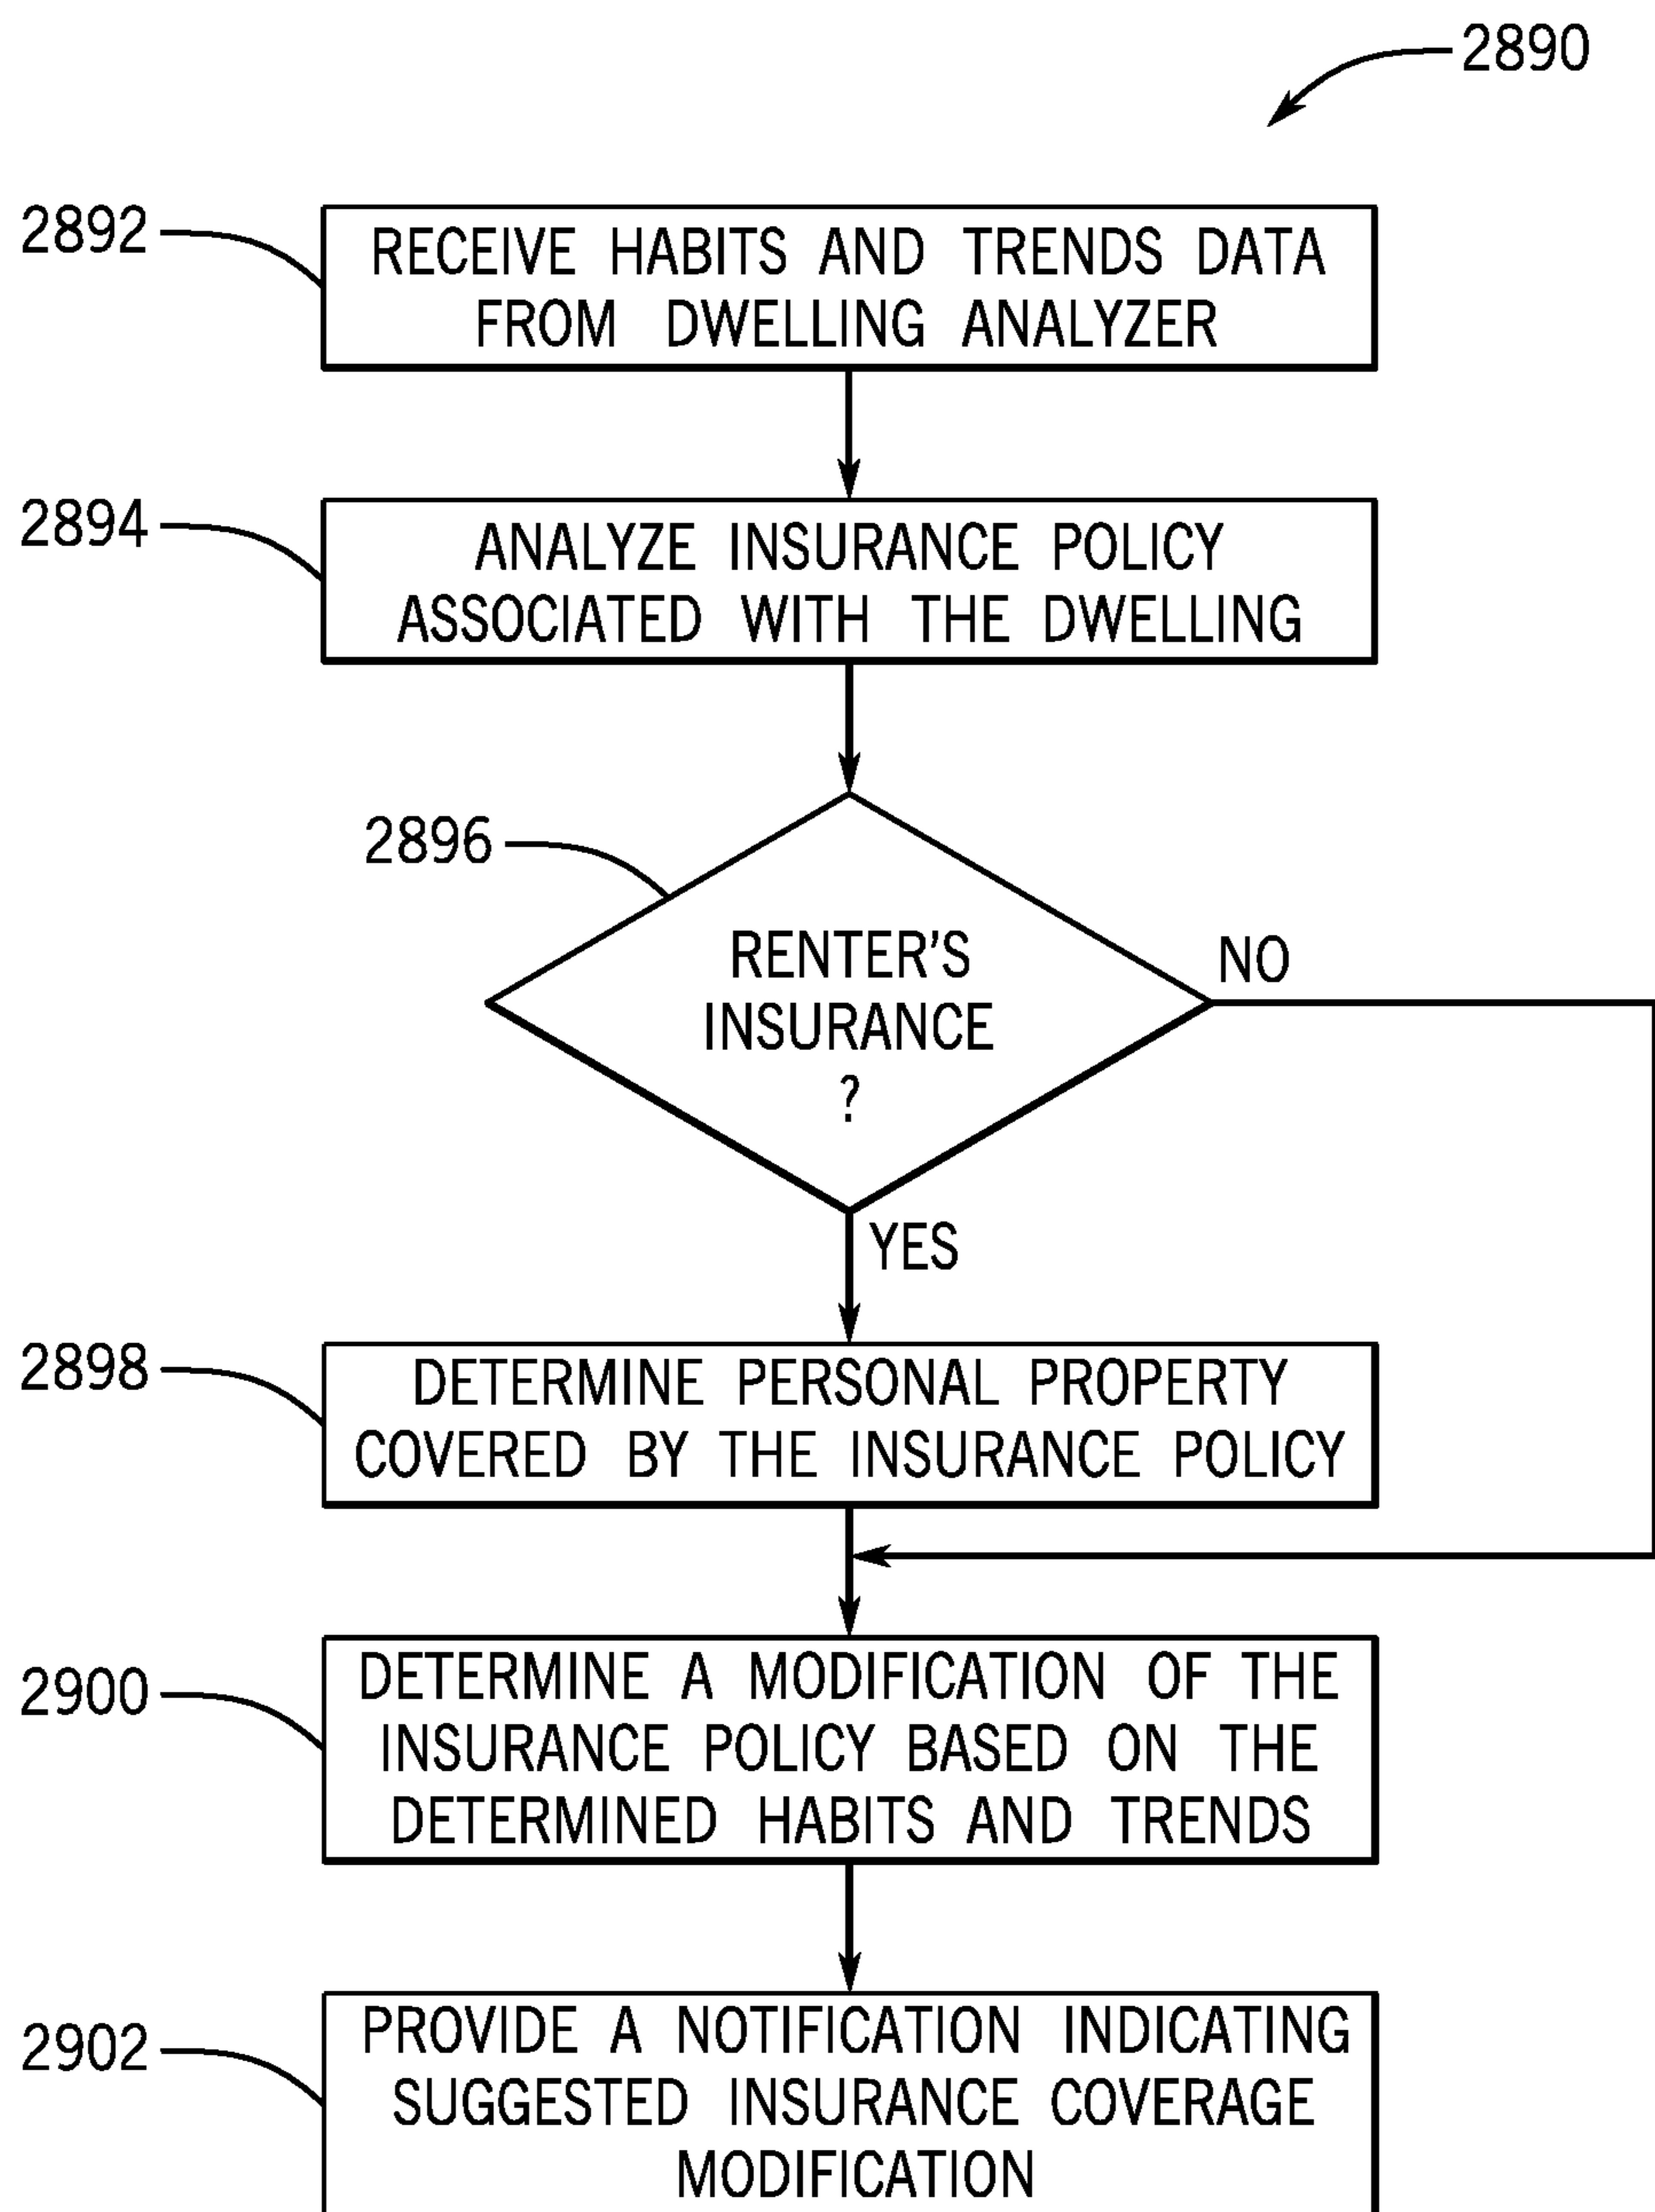 2890
2892
RECEIVE HABITS AND TRENDS DATA
FROM DWELLING ANALYZER
2894
ANALYZE INSURANCE POLICY
ASSOCIATED WITH THE DWELLING
2896
RENTER'S
INSURANCE
?
NO
YES
2898
DETERMINE PERSONAL PROPERTY
COVERED BY THE INSURANCE POLICY
2900
DETERMINE A MODIFICATION OF THE
INSURANCE POLICY BASED ON THE
DETERMINED HABITS AND TRENDS
2902
PROVIDE A NOTIFICATION INDICATING
SUGGESTED INSURANCE COVERAGE
MODIFICATION